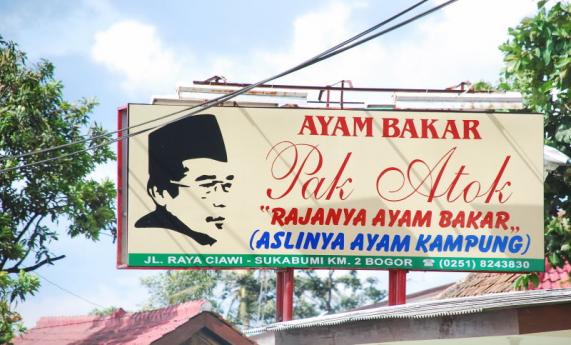 AYAM BAKAR
Pak Atok
"RAJANYA AYAM BAKAR"
(ASLINYA AYAM KAMPUNG)
JL. RAYA CIAWI - SUKABUMI KM. 2 BOGOR ☎ (0251) 8243830